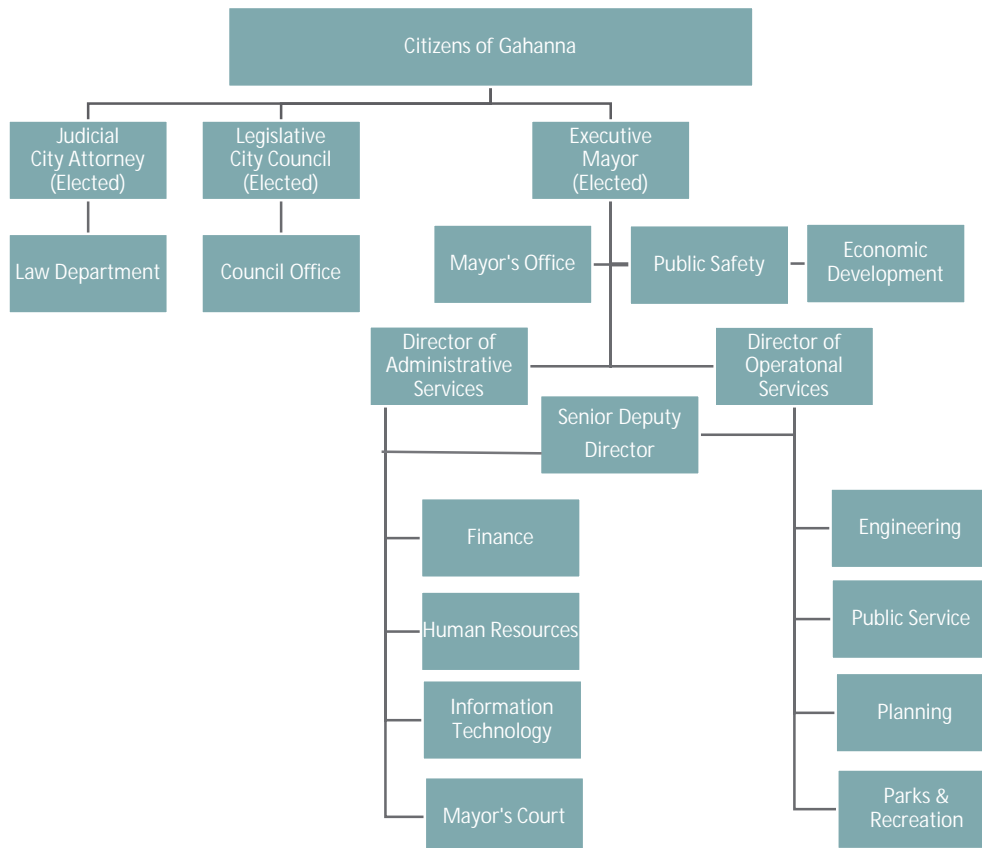 Citizens of Gahanna
Judicial
City Attorney
(Elected)
Legislative
City Council
(Elected)
Executive
Mayor
(Elected)
Law Department
Council Office
Mayor's Office
Public Safety
Economic
Development
Director of
Administrative
Services
Director of
Operatonal
Services
Senior Deputy
Director
Finance
Engineering
Human Resources
Public Service
Information
Technology
Planning
Mayor's Court
Parks &
Recreation